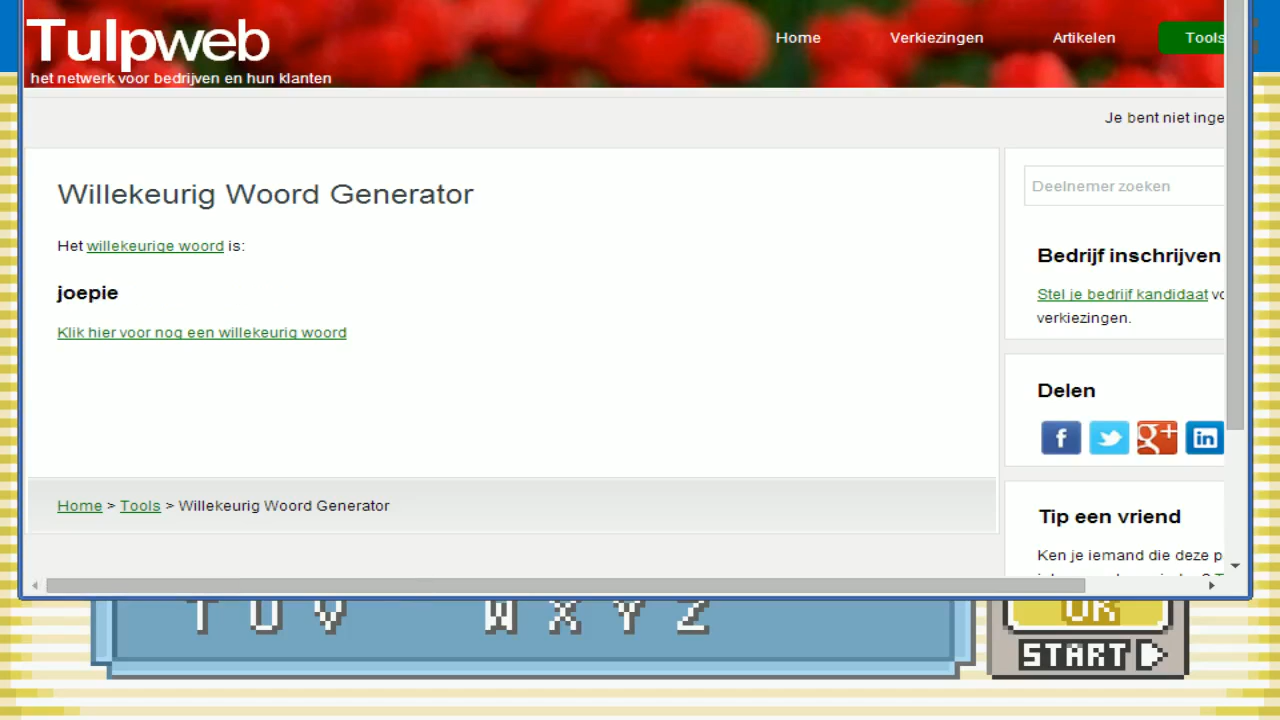 Tulpweb
het netwerk voor bedrijven en hun klanten
Home Verkiezingen Artikelen Tools
Je bent niet inge
Willekeurig Woord Generator
Het willekeurige woord is:
joepie
Klik hier voor nog een willekeurig woord
Home > Tools > Willekeurig Woord Generator
Deelnemer zoeken
Bedrijf inschrijven
Stel je bedrijf kandidaat vo
verkiezingen.
Delen
f g+ in
Tip een vriend
Ken je iemand die deze p
T U V W X Y Z
OK
START